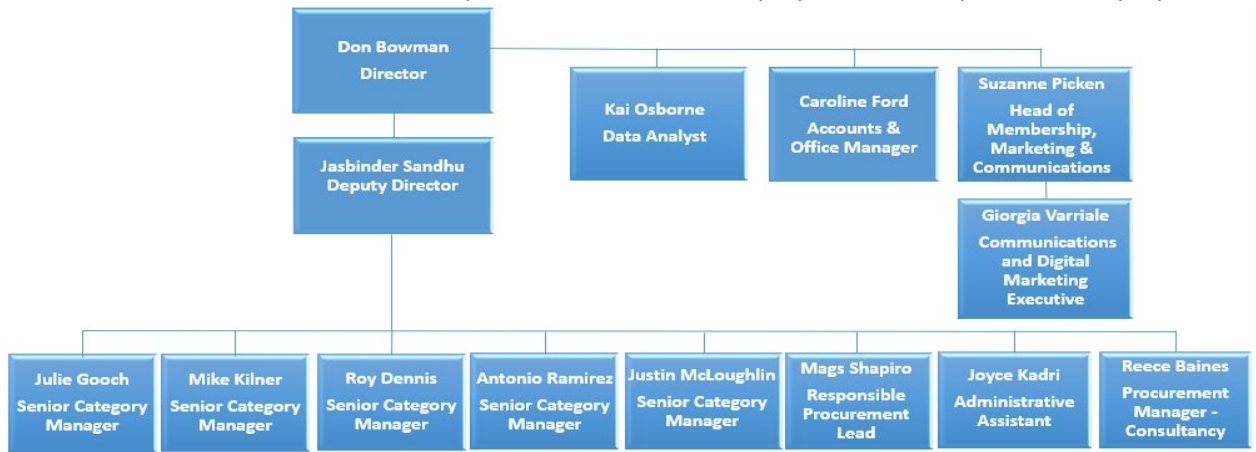 Don Bowman
Director
Kai Osborne
Data Analyst
Caroline Ford
Accounts &
Office Manager
Suzanne Picken
Head of
Membership,
Marketing &
Communications
Jasbinder Sandhu
Deputy Director
Giorgia Varriale
Communications
and Digital
Marketing
Executive
Julie Gooch
Senior Category
Manager
Mike Kilner
Senior Category
Manager
Roy Dennis
Senior Category
Manager
Antonio Ramirez
Senior Category
Manager
Justin McLoughlin
Senior Category
Manager
Mags Shapiro
Responsible
Procurement
Lead
Joyce Kadri
Administrative
Assistant
Reece Baines
Procurement
Manager -
Consultancy